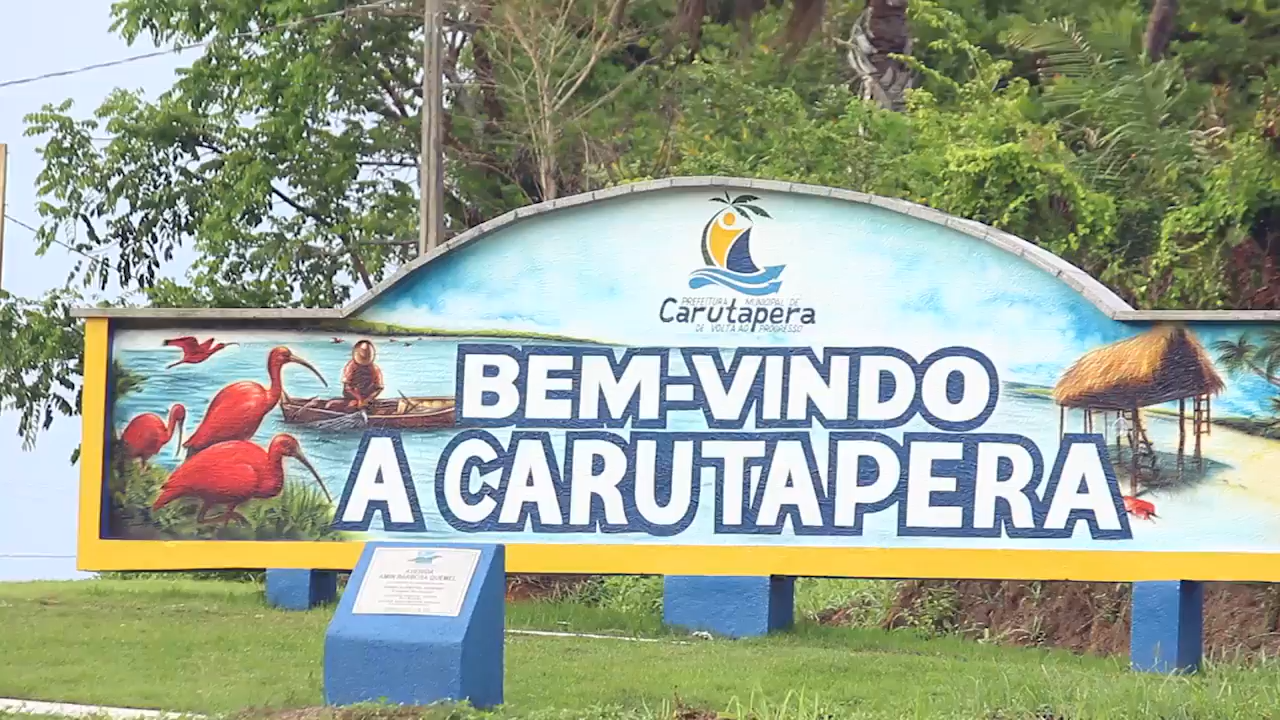 PREFEITURA MUNICIPAL DE
Carutapera
DE VOLTA AO PROGRESSO
BEM-VINDO
A CARUTAPERA
AVENIDA
AMIN BARBOSA QUEMEL